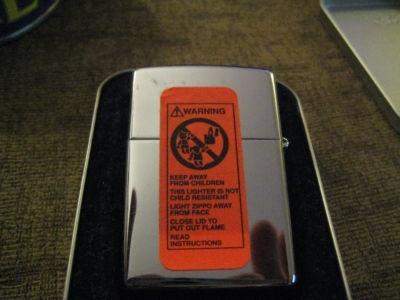 ⚠WARNING
KEEP AWAY
FROM CHILDREN
THIS LIGHTER IS NOT
CHILD RESISTANT
LIGHT ZIPPO AWAY
FROM FACE
CLOSE LID TO
PUT OUT FLAME
READ
INSTRUCTIONS